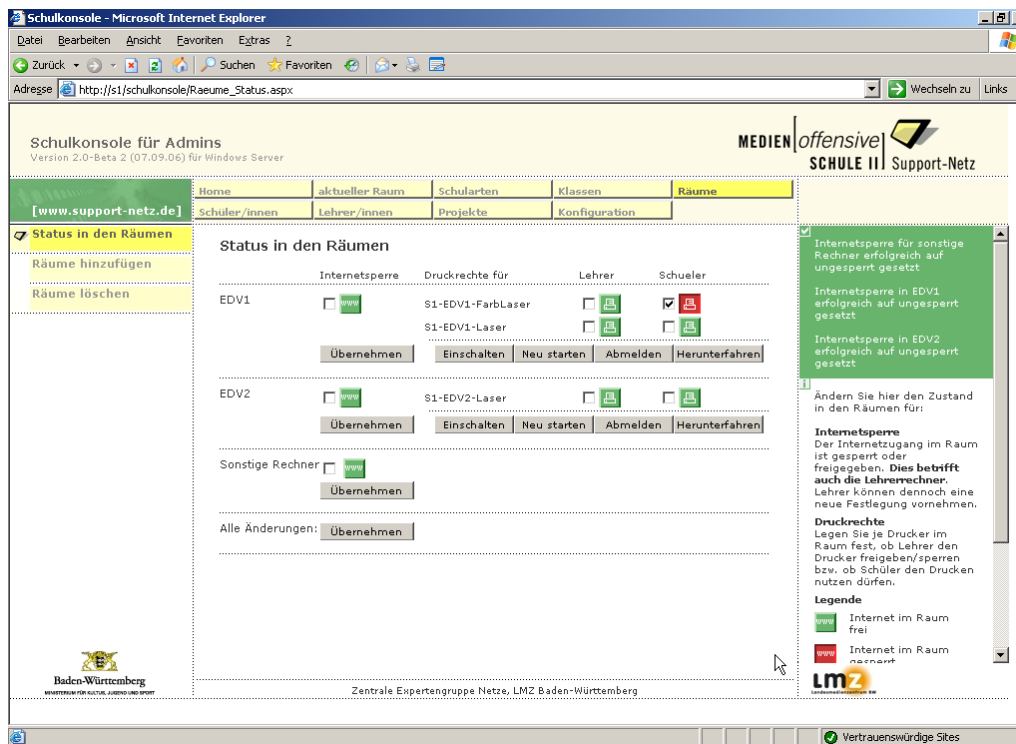 Schulkonsole - Microsoft Internet Explorer
Datei Bearbeiten Ansicht Favoriten Extras ?
Zurück Suchen Favoriten
Adresse http://s1/schulkonsole/Raeume_Status.aspx Wechseln zu Links
Schulkonsole für Admins
Version 2.0-Beta 2 (07.09.06) für Windows Server
MEDIEN offensive
SCHULE II Support-Netz
[www.support-netz.de]
Home aktueller Raum Schularten Klassen Räume
Schüler/innen Lehrer/innen Projekte Konfiguration
Status in den Räumen
Räume hinzufügen
Räume löschen
Status in den Räumen
Internetsperre Druckrechte für Lehrer Schueler
EDV1 www S1-EDV1-FarbLaser
S1-EDV1-Laser
Übernehmen Einschalten Neu starten Abmelden Herunterfahren
EDV2 www S1-EDV2-Laser
Übernehmen Einschalten Neu starten Abmelden Herunterfahren
Sonstige Rechner www
Übernehmen
Alle Änderungen: Übernehmen
Internetsperre für sonstige
Rechner erfolgreich auf
ungesperrt gesetzt
Internetsperre in EDV1
erfolgreich auf ungesperrt
gesetzt
Internetsperre in EDV2
erfolgreich auf ungesperrt
gesetzt
i
Ändern Sie hier den Zustand
in den Räumen für:
Internetsperre
Der Internetzugang im Raum
ist gesperrt oder
freigegeben. Dies betrifft
auch die Lehrerrechner.
Lehrer können dennoch eine
neue Festlegung vornehmen.
Druckrechte
Legen Sie je Drucker im
Raum fest, ob Lehrer den
Drucker freigeben/sperren
bzw. ob Schüler den Drucken
nutzen dürfen.
Legende
www Internet im Raum
frei
www Internet im Raum
gesperrt
Baden-Württemberg
MINISTERIUM FÜR KULTUS, JUGEND UND SPORT
Zentrale Expertengruppe Netze, LMZ Baden-Württemberg
LMZ
Landesmedienzentrum BW
Vertrauenswürdige Sites